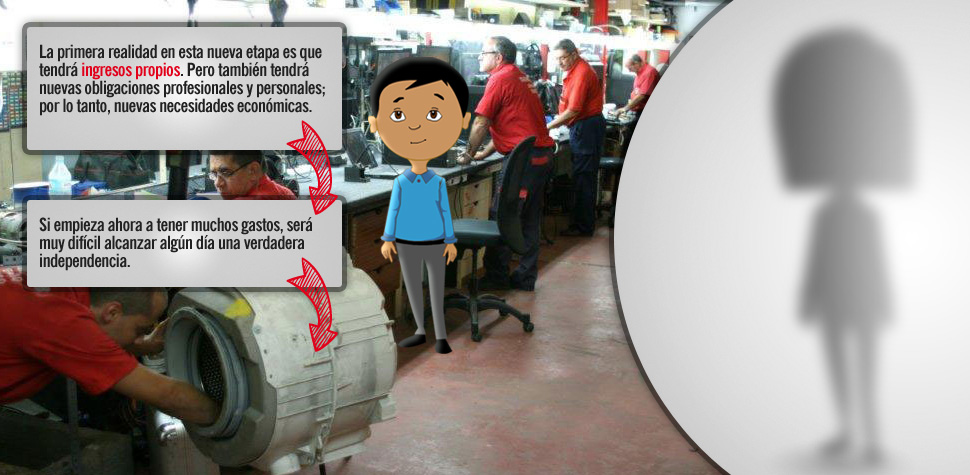 La primera realidad en esta nueva etapa es que
tendrá ingresos propios. Pero también tendrá
nuevas obligaciones profesionales y personales;
por lo tanto, nuevas necesidades económicas.
Si empieza ahora a tener muchos gastos, será
muy difícil alcanzar algún día una verdadera
independencia.